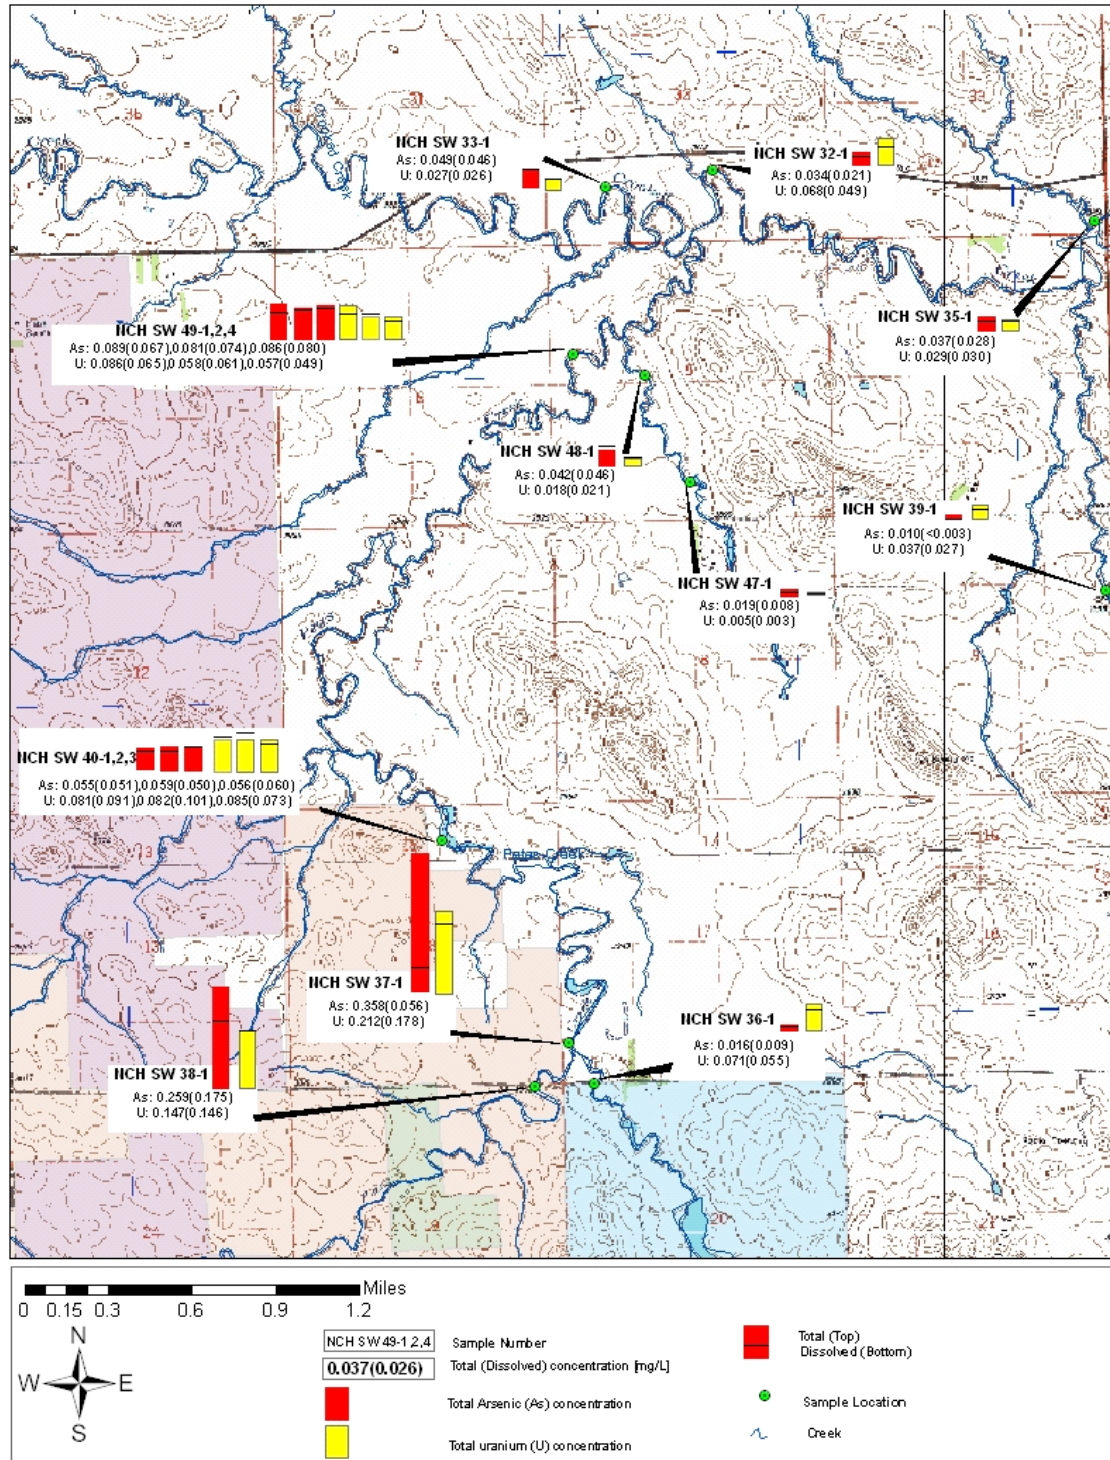 36
31
33
33
NCH SW 33-1
As: 0.049(0.046)
U: 0.027(0.026)
NCH SW 32-1
As: 0.034(0.021)
U: 0.068(0.049)
NCH SW 35-1
As: 0.037(0.028)
U: 0.029(0.030)
NCH SW 49-1,2,4
As: 0.089(0.067),0.081(0.074),0.086(0.080)
U: 0.086(0.065),0.058(0.061),0.057(0.049)
NCH SW 48-1
As: 0.042(0.046)
U: 0.018(0.021)
NCH SW 39-1
As: 0.010(<0.003)
U: 0.037(0.027)
NCH SW 47-1
As: 0.019(0.008)
U: 0.005(0.003)
12
NCH SW 40-1,2,3
As: 0.055(0.051),0.059(0.050),0.056(0.060)
U: 0.081(0.091),0.082(0.101),0.085(0.073)
13
Creek
17
NCH SW 37-1
As: 0.358(0.056)
U: 0.212(0.178)
NCH SW 36-1
As: 0.016(0.009)
U: 0.071(0.055)
NCH SW 38-1
As: 0.259(0.175)
U: 0.147(0.146)
24
20
21
Miles
0 0.15 0.3 0.6 0.9 1.2
N
W E
S
NCH SW 49-1,2,4 Sample Number
0.037(0.026) Total (Dissolved) concentration [mg/L]
Total Arsenic (As) concentration
Total uranium (U) concentration
Total (Top)
Dissolved (Bottom)
Sample Location
Creek